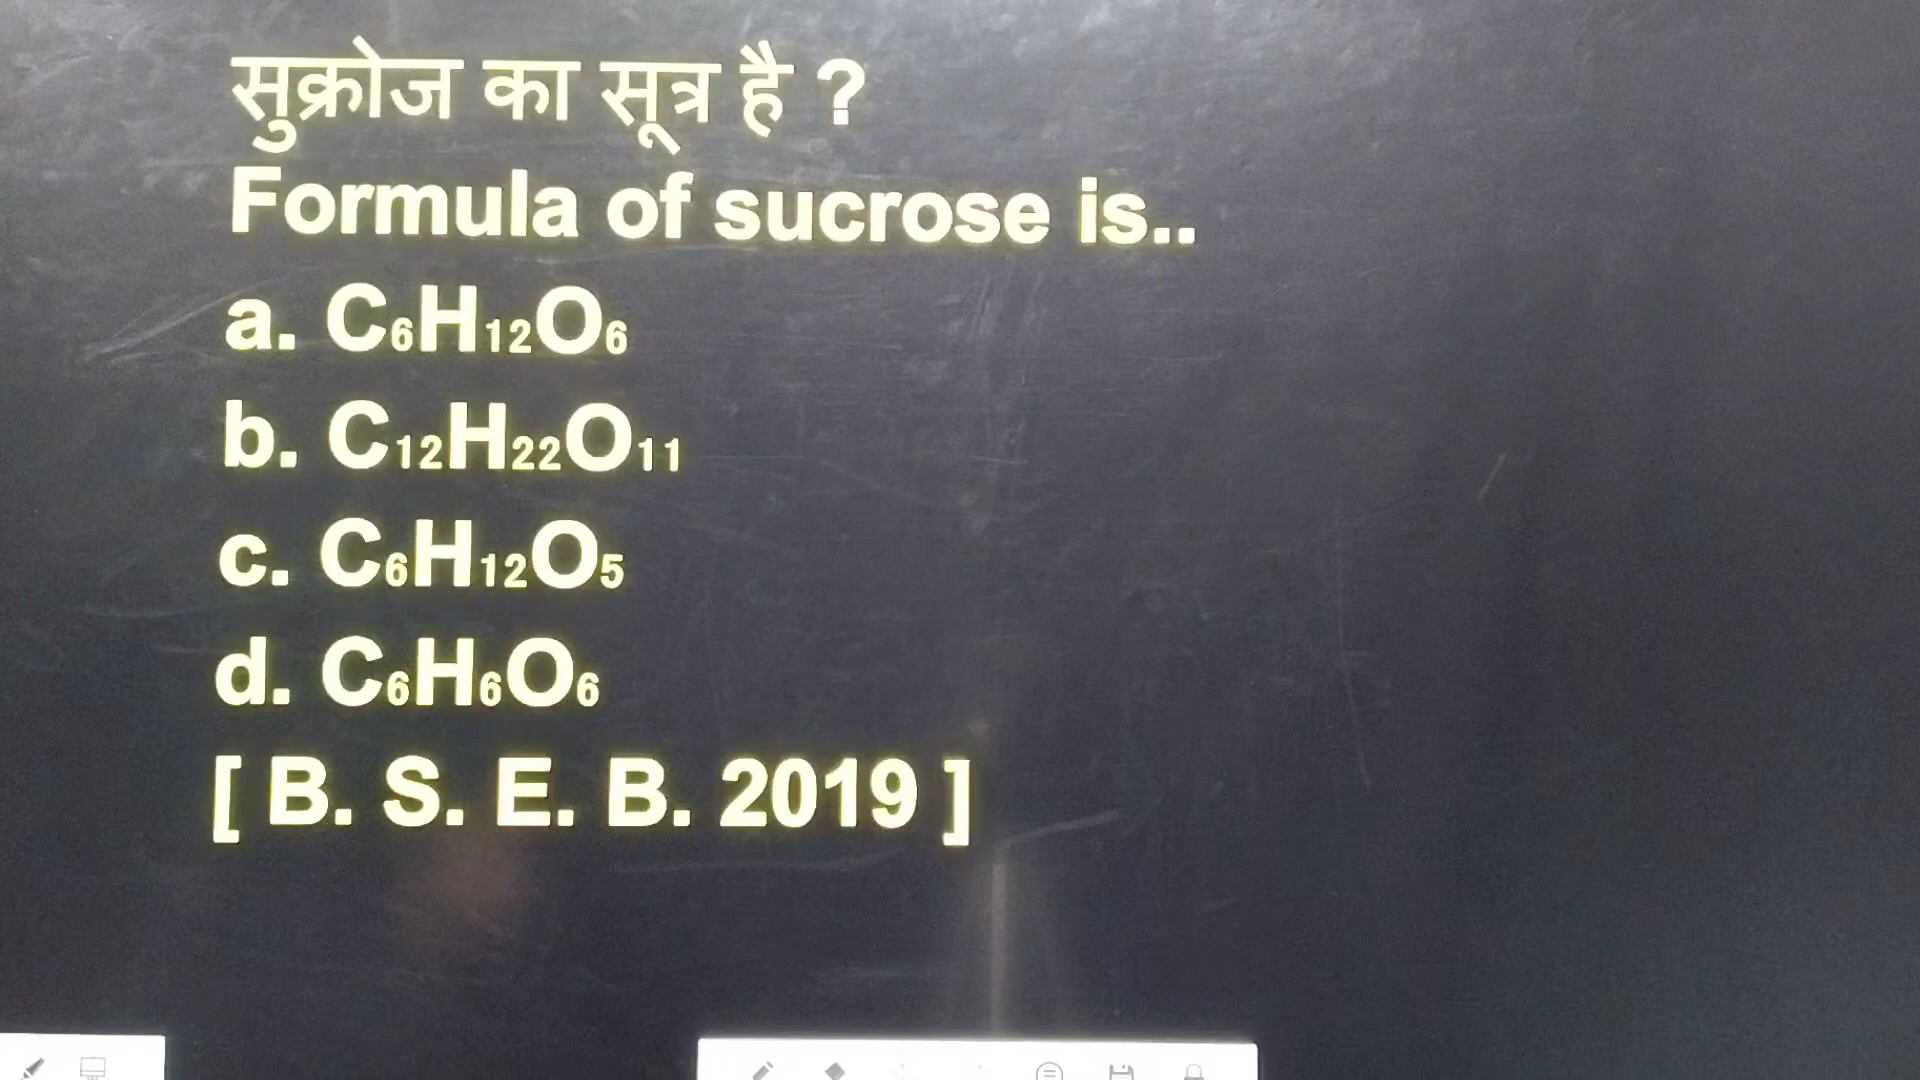 सुक्रोज का सूत्र है ?
Formula of sucrose is..
a. C₆H₁₂O₆
b. C₁₂H₂₂O₁₁
c. C₆H₁₂O₅
d. C₆H₆O₆
[ B. S. E. B. 2019 ]